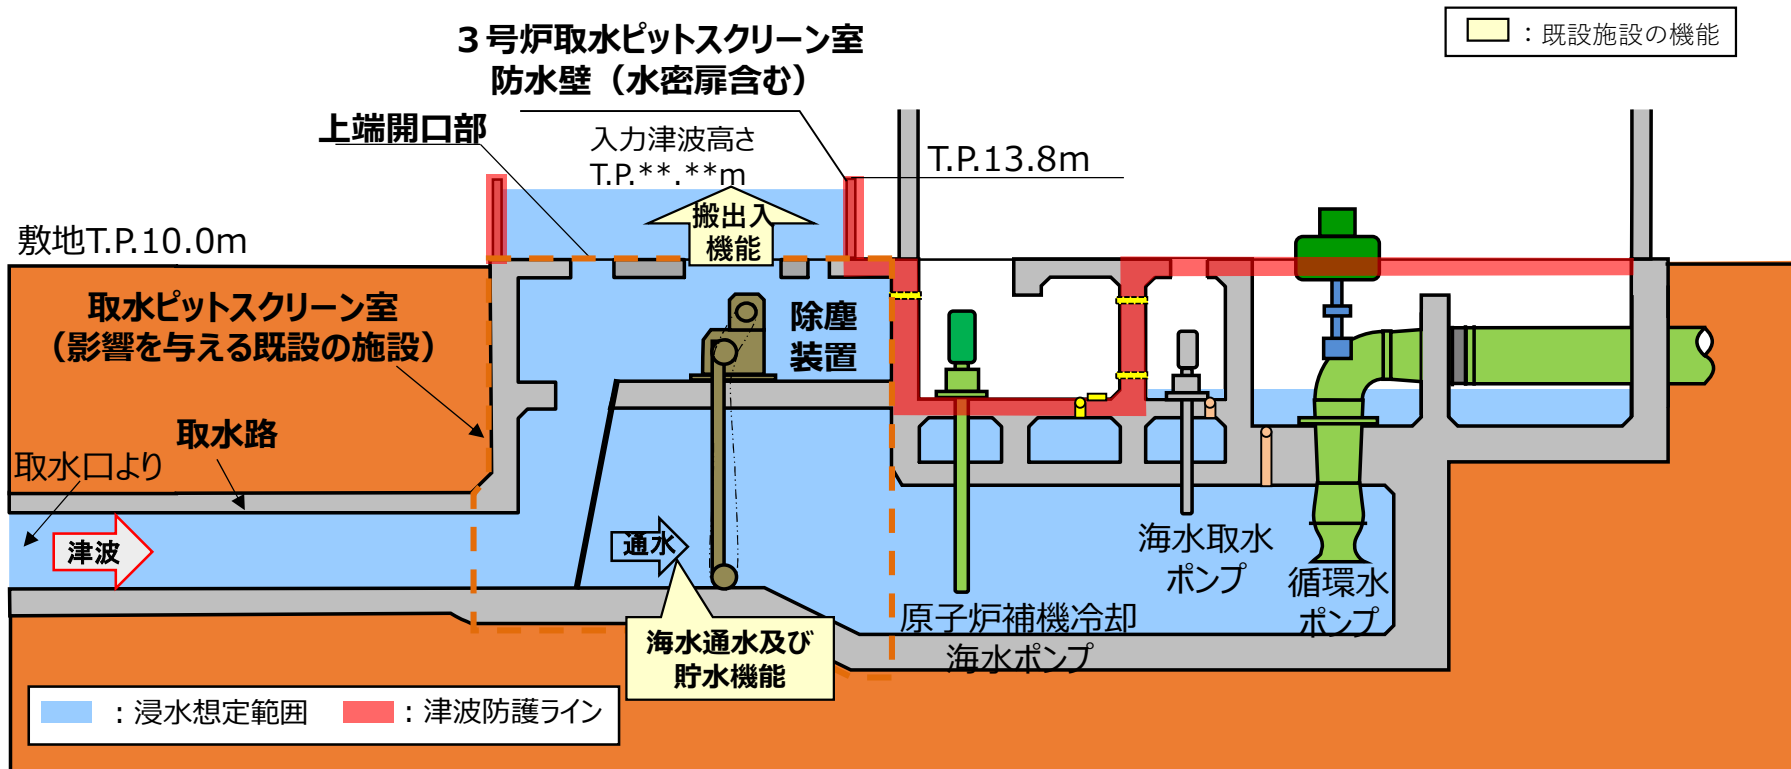 ：既設施設の機能
３号炉取水ピットスクリーン室
防水壁（水密扉含む）
上端開口部
入力津波高さ
T.P.**.**m
T.P.13.8m
搬出入
機能
敷地T.P.10.0m
取水ピットスクリーン室
（影響を与える既設の施設）
除塵
装置
取水路
取水口より
津波
通水
海水取水
ポンプ
循環水
ポンプ
原子炉補機冷却
海水ポンプ
海水通水及び
貯水機能
：浸水想定範囲
：津波防護ライン